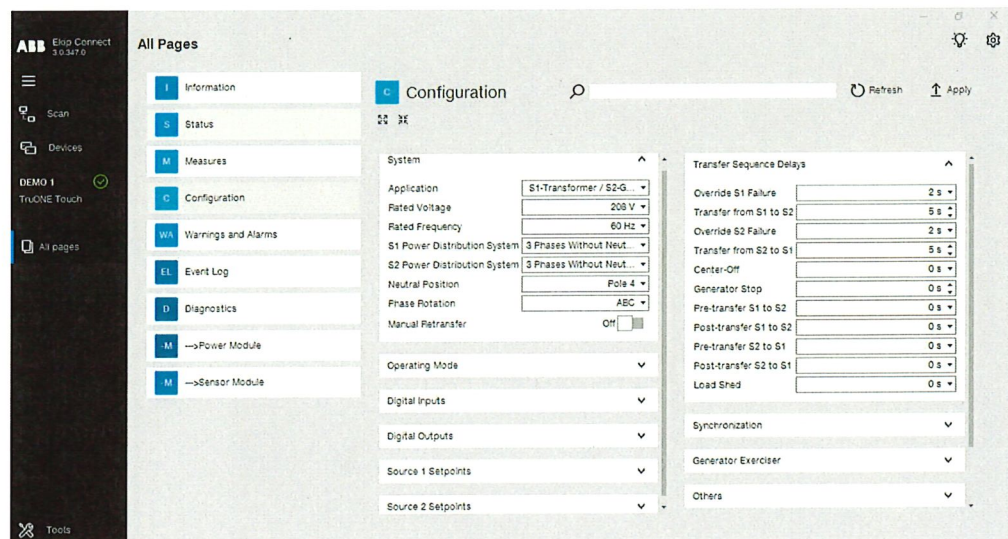 ABB Ekip Connect
3.0.347.0
All Pages
Scan
Devices
DEMO 1
TruONE Touch
All pages
Tools
I Information
S Status
M Measures
C Configuration
WA Warnings and Alarms
EL Event Log
D Diagnostics
-M --->Power Module
-M --->Sensor Module
C Configuration
Refresh
Apply
System
Application S1-Transformer / S2-G...
Rated Voltage 208 V
Rated Frequency 60 Hz
S1 Power Distribution System 3 Phases Without Neut...
S2 Power Distribution System 3 Phases Without Neut...
Neutral Position Pole 4
Phase Rotation ABC
Manual Retransfer Off
Operating Mode
Digital Inputs
Digital Outputs
Source 1 Setpoints
Source 2 Setpoints
Transfer Sequence Delays
Override S1 Failure 2 s
Transfer from S1 to S2 5 s
Override S2 Failure 2 s
Transfer from S2 to S1 5 s
Center-Off 0 s
Generator Stop 0 s
Pre-transfer S1 to S2 0 s
Post-transfer S1 to S2 0 s
Pre-transfer S2 to S1 0 s
Post-transfer S2 to S1 0 s
Load Shed 0 s
Synchronization
Generator Exerciser
Others